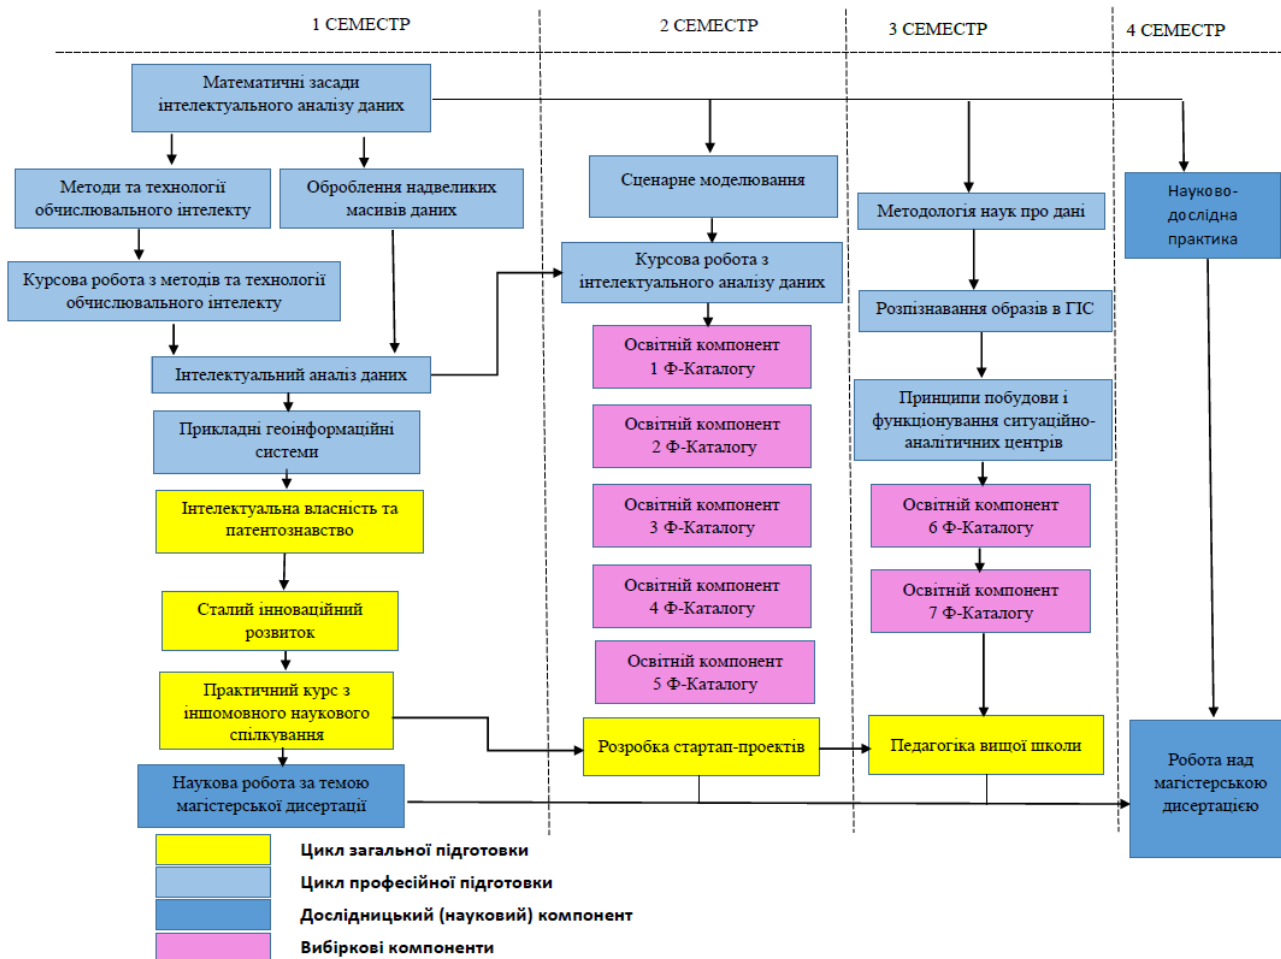 1 СЕМЕСТР
2 СЕМЕСТР
3 СЕМЕСТР
4 СЕМЕСТР
Математичні засади
інтелектуального аналізу даних
Методи та технології
обчислювального інтелекту
Оброблення надвеликих
масивів даних
Курсова робота з методів та технології
обчислювального інтелекту
Інтелектуальний аналіз даних
Прикладні геоінформаційні
системи
Інтелектуальна власність та
патентознавство
Сталий інноваційний
розвиток
Практичний курс з
іншомовного наукового
спілкування
Наукова робота за темою
магістерської дисертації
Сценарне моделювання
Курсова робота з
інтелектуального аналізу даних
Освітній компонент
1 Ф-Каталогу
Освітній компонент
2 Ф-Каталогу
Освітній компонент
3 Ф-Каталогу
Освітній компонент
4 Ф-Каталогу
Освітній компонент
5 Ф-Каталогу
Розробка стартап-проектів
Методологія наук про дані
Розпізнавання образів в ГІС
Принципи побудови і
функціонування ситуаційно-
аналітичних центрів
Освітній компонент
6 Ф-Каталогу
Освітній компонент
7 Ф-Каталогу
Педагогіка вищої школи
Науково-
дослідна
практика
Робота над
магістерською
дисертацією
Цикл загальної підготовки
Цикл професійної підготовки
Дослідницький (науковий) компонент
Вибіркові компоненти